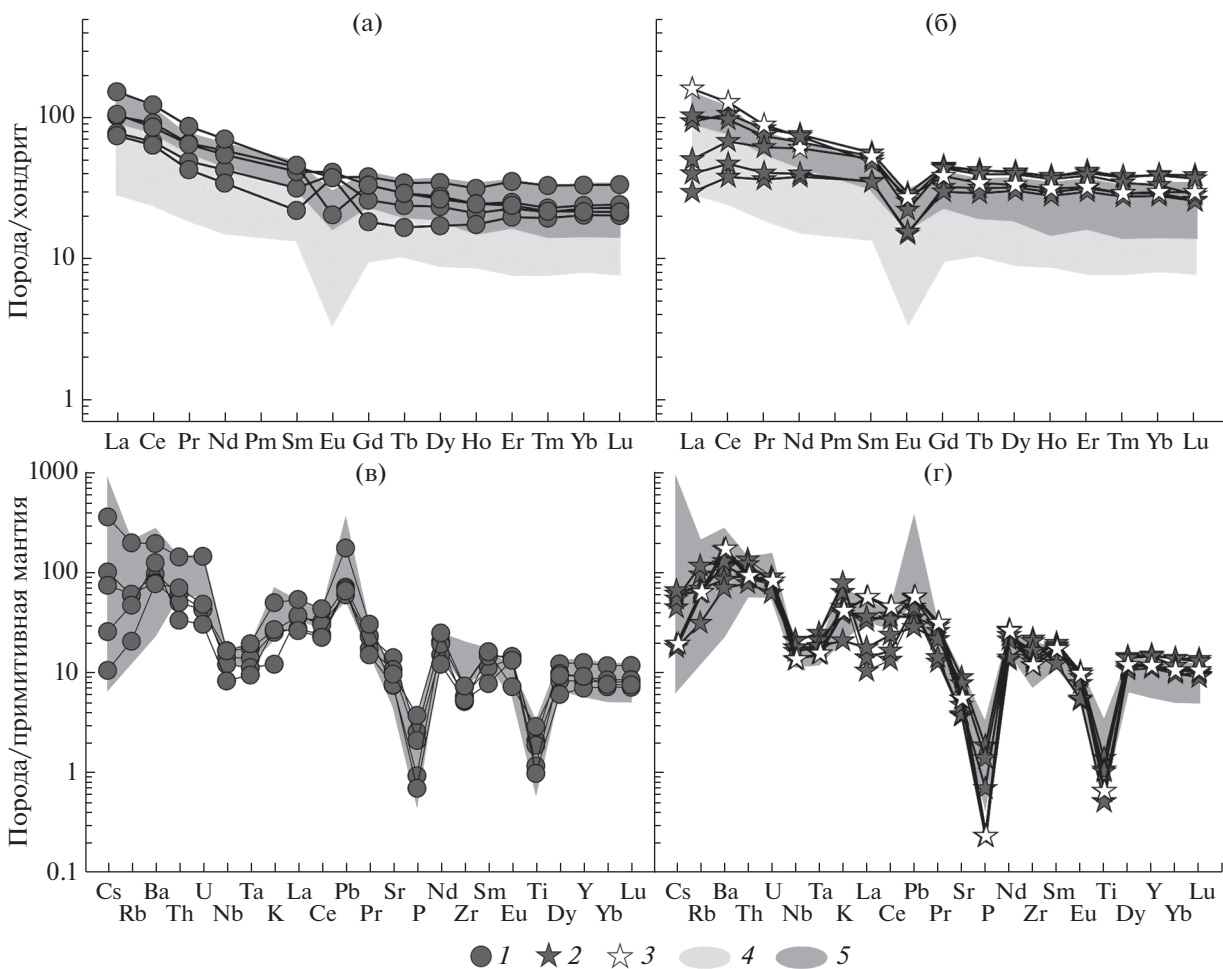 (а)
(б)
Порода/хондрит
100
10
1
La Ce Pr Nd Pm Sm Eu Gd Tb Dy Ho Er Tm Yb Lu
La Ce Pr Nd Pm Sm Eu Gd Tb Dy Ho Er Tm Yb Lu
(в)
(г)
Порода/примитивная мантия
1000
100
10
1
0.1
Cs Ba U Ta La Pb Sr Nd Sm Ti Y Lu
Rb Th Nb K Ce Pr P Zr Eu Dy Yb
Cs Ba U Ta La Pb Sr Nd Sm Ti Y Lu
Rb Th Nb K Ce Pr P Zr Eu Dy Yb
1 2 3 4 5